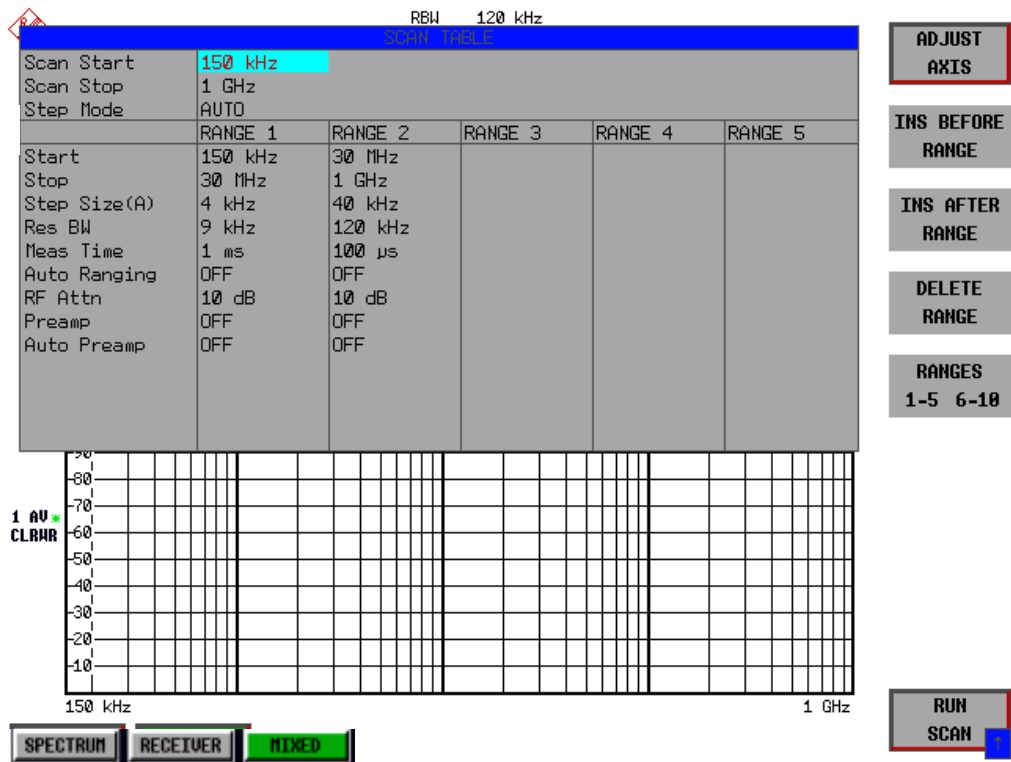 RBW 120 kHz
SCAN TABLE
Scan Start 150 kHz
Scan Stop 1 GHz
Step Mode AUTO
RANGE 1 RANGE 2 RANGE 3 RANGE 4 RANGE 5
Start 150 kHz 30 MHz
Stop 30 MHz 1 GHz
Step Size(A) 4 kHz 40 kHz
Res BW 9 kHz 120 kHz
Meas Time 1 ms 100 µs
Auto Ranging OFF OFF
RF Attn 10 dB 10 dB
Preamp OFF OFF
Auto Preamp OFF OFF
90
80
70
1 AV
CLRWR
60
50
40
30
20
10
150 kHz 1 GHz
SPECTRUM RECEIVER MIXED
ADJUST
AXIS
INS BEFORE
RANGE
INS AFTER
RANGE
DELETE
RANGE
RANGES
1-5 6-10
RUN
SCAN
↑